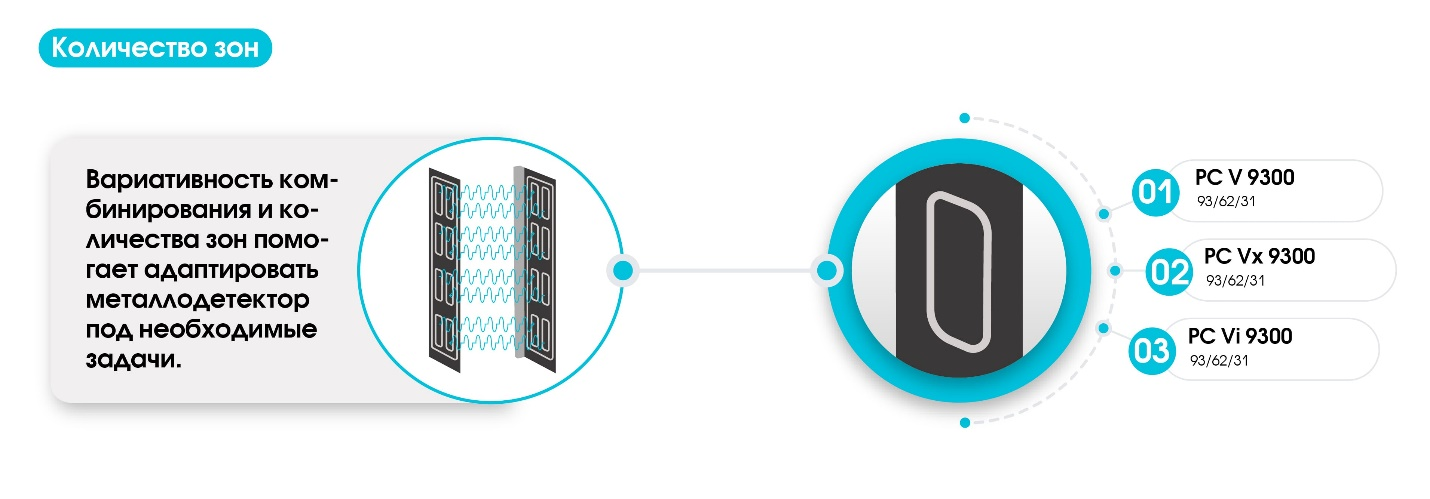 Количество зон
Вариативность ком-
бинирования и ко-
личества зон помо-
гает адаптировать
металлодетектор
под необходимые
задачи.
01
PC V 9300
93/62/31
02
PC Vx 9300
93/62/31
03
PC Vi 9300
93/62/31